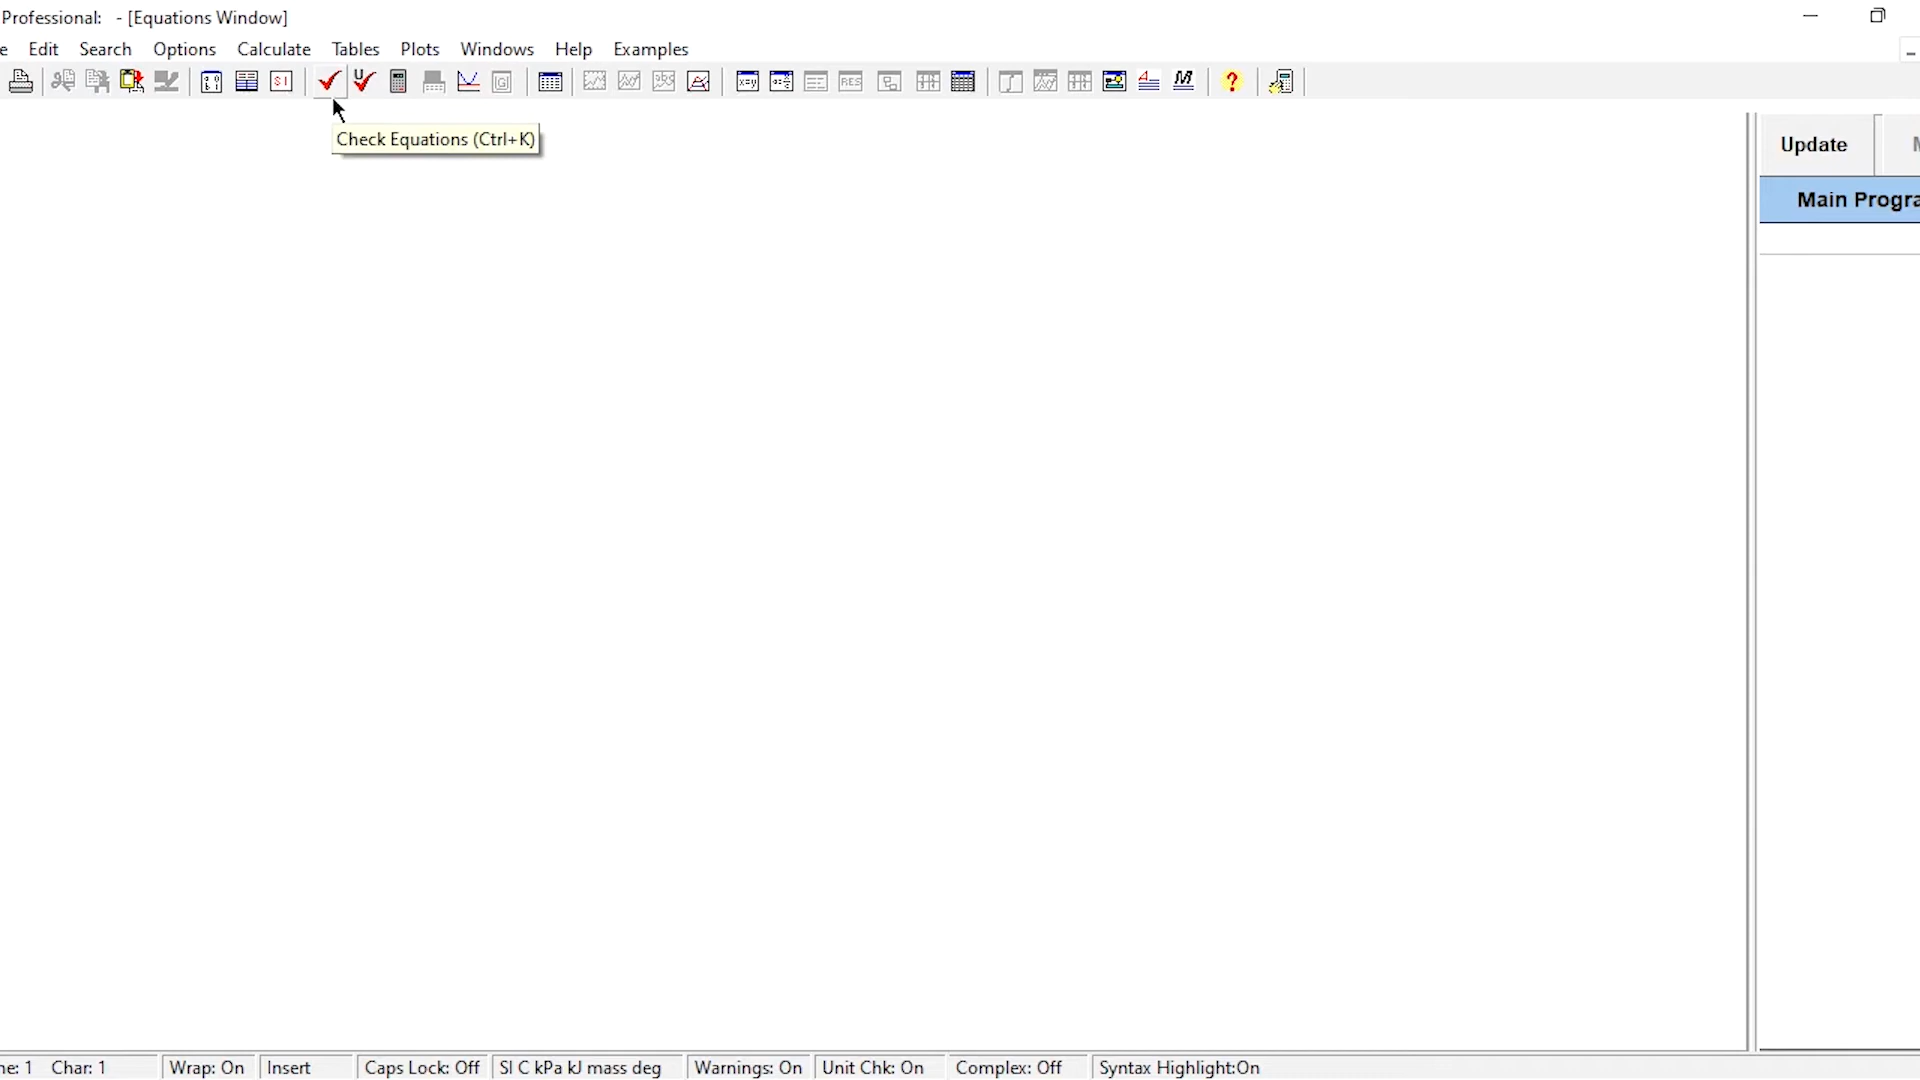 Professional: - [Equations Window]
e Edit Search Options Calculate Tables Plots Windows Help Examples
Check Equations (Ctrl+K)
Update
Main Progra
ne: 1 Char: 1 Wrap: On Insert Caps Lock: Off SI C kPa kJ mass deg Warnings: On Unit Chk: On Complex: Off Syntax Highlight:On